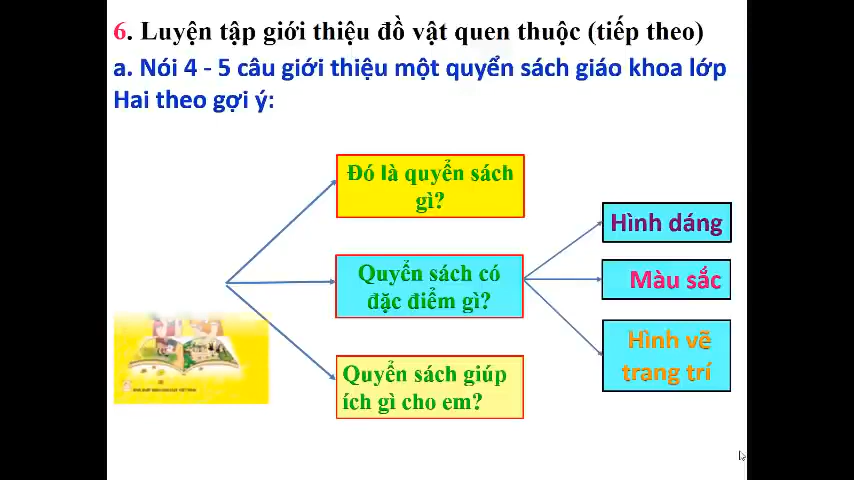 6. Luyện tập giới thiệu đồ vật quen thuộc (tiếp theo)
a. Nói 4 - 5 câu giới thiệu một quyển sách giáo khoa lớp
Hai theo gợi ý:
Đó là quyển sách
gì?
Quyển sách có
đặc điểm gì?
Quyển sách giúp
ích gì cho em?
Hình dáng
Màu sắc
Hình vẽ
trang trí